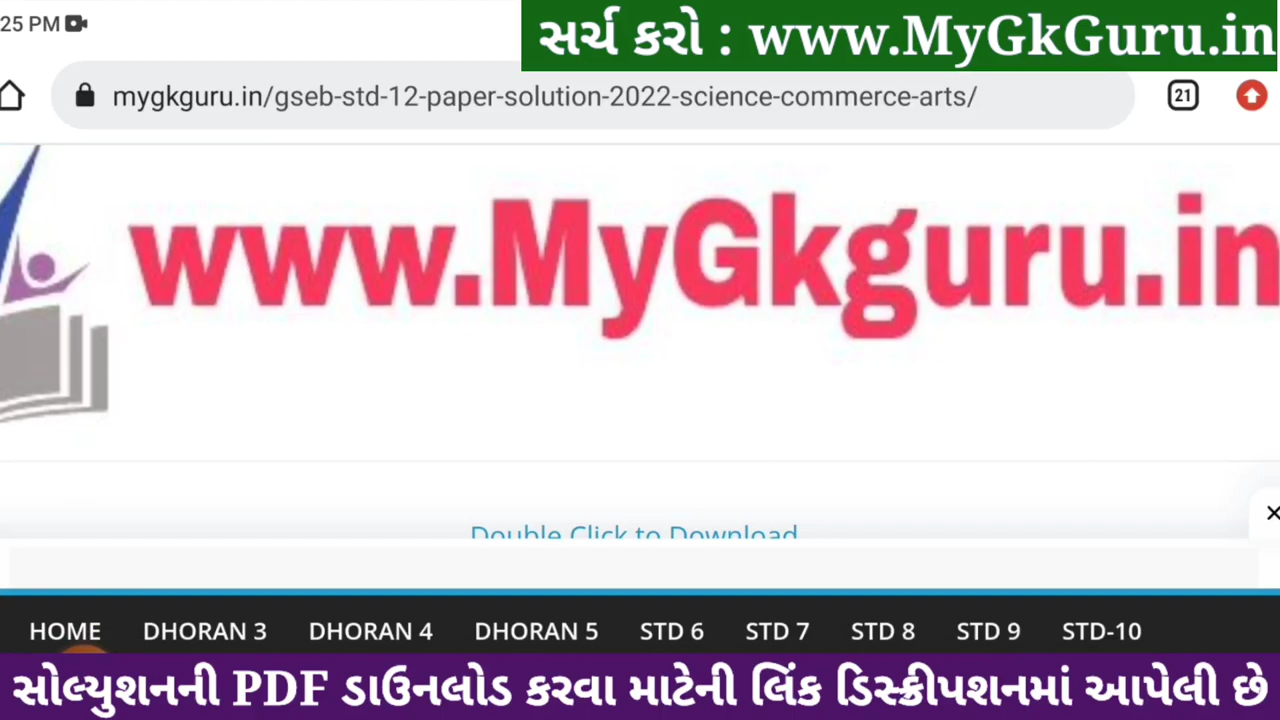 25 PM
સર્ચ કરો : www.MyGkGuru.in
mygkguru.in/gseb-std-12-paper-solution-2022-science-commerce-arts/
21
www.MyGkguru.in
Double Click to Download
HOME DHORAN 3 DHORAN 4 DHORAN 5 STD 6 STD 7 STD 8 STD 9 STD-10
સોલ્યુશનની PDF ડાઉનલોડ કરવા માટેની લિંક ડિસ્ક્રીપશનમાં આપેલી છે